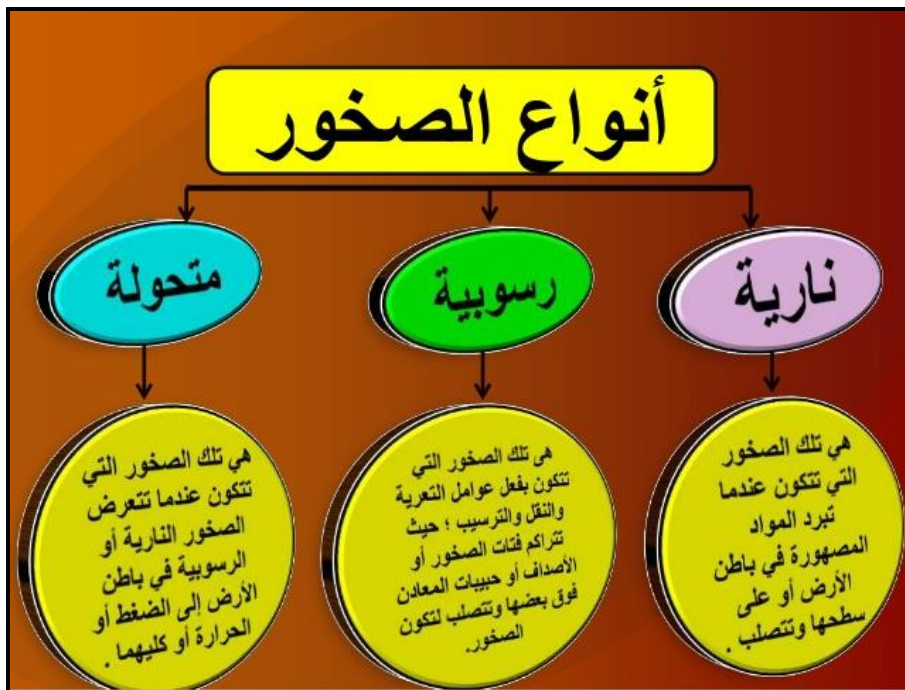 أنواع الصخور
نارية
رسوبية
متحولة
هي تلك الصخور
التي تتكون عندما
تبرد المواد
المصهورة في باطن
الأرض أو على
سطحها وتتصلب .
هى تلك الصخور التي
تتكون بفعل عوامل التعرية
والنقل والترسيب ؛ حيث
تتراكم فتات الصخور أو
الأصداف أو حبيبات المعادن
فوق بعضها وتتصلب لتكون
الصخور.
هي تلك الصخور التي
تتكون عندما تتعرض
الصخور النارية أو
الرسوبية في باطن
الأرض إلى الضغط أو
الحرارة أو كليهما .